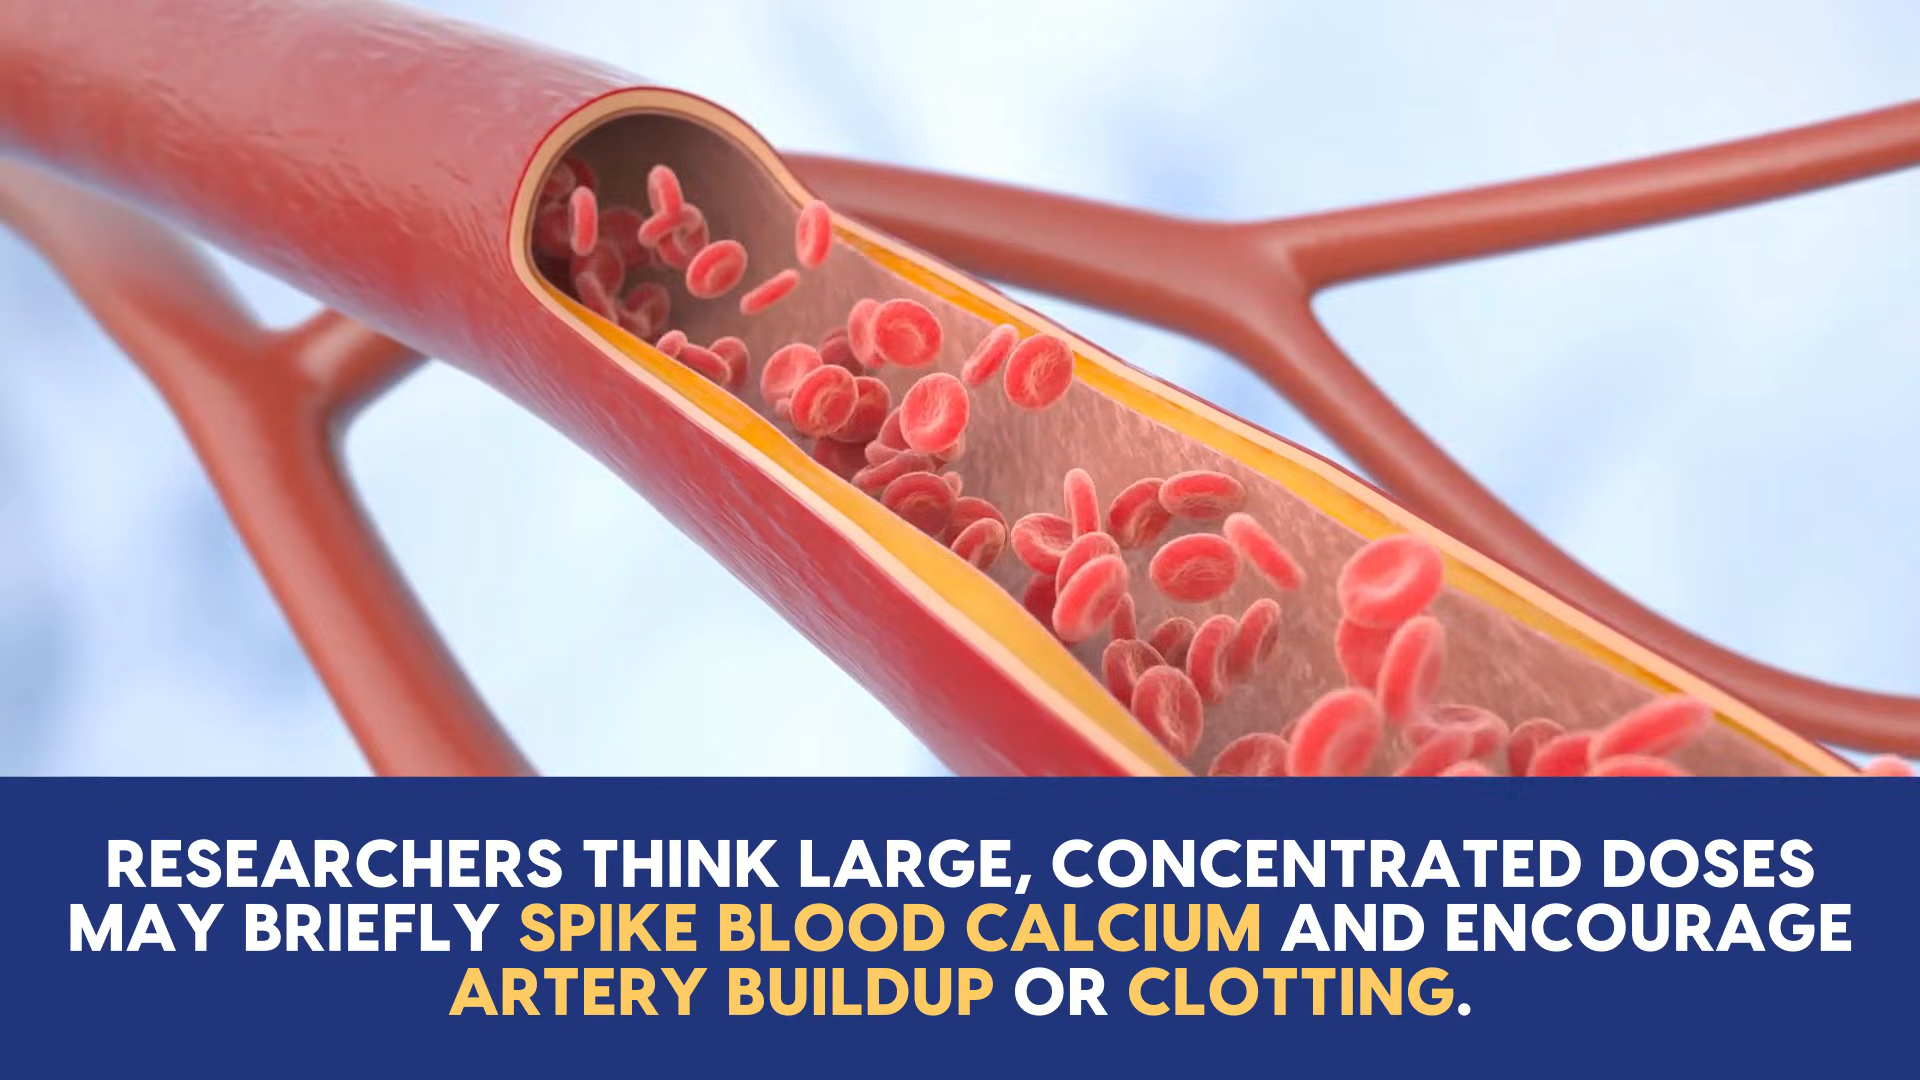 RESEARCHERS THINK LARGE, CONCENTRATED DOSES
MAY BRIEFLY SPIKE BLOOD CALCIUM AND ENCOURAGE
ARTERY BUILDUP OR CLOTTING.